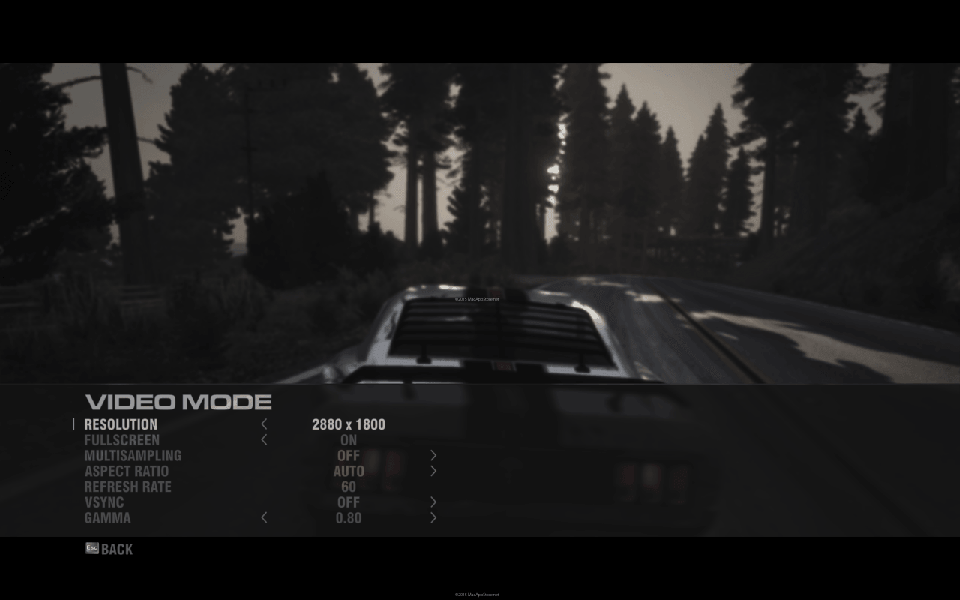 VIDEO MODE
RESOLUTION < 2880 x 1800
FULLSCREEN < ON
MULTISAMPLING OFF >
ASPECT RATIO AUTO >
REFRESH RATE 60
VSYNC OFF >
GAMMA < 0.80 >
Esc BACK